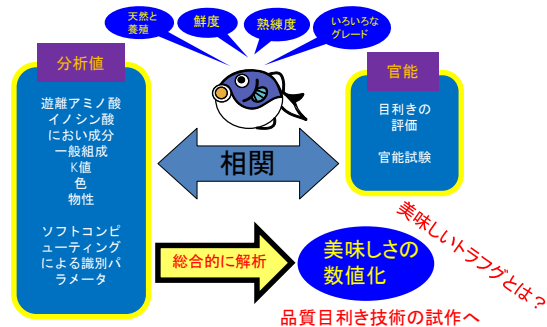 天然と
養殖
鮮度
熟練度
いろいろな
グレード
分析値
遊離アミノ酸
イノシン酸
におい成分
一般組成
K値
色
物性
ソフトコンピ
ューティング
による識別パ
ラメータ
相関
官能
目利きの
評価
官能試験
総合的に解析
美味しさの
数値化
美味しいトラフグとは？
品質目利き技術の試作へ